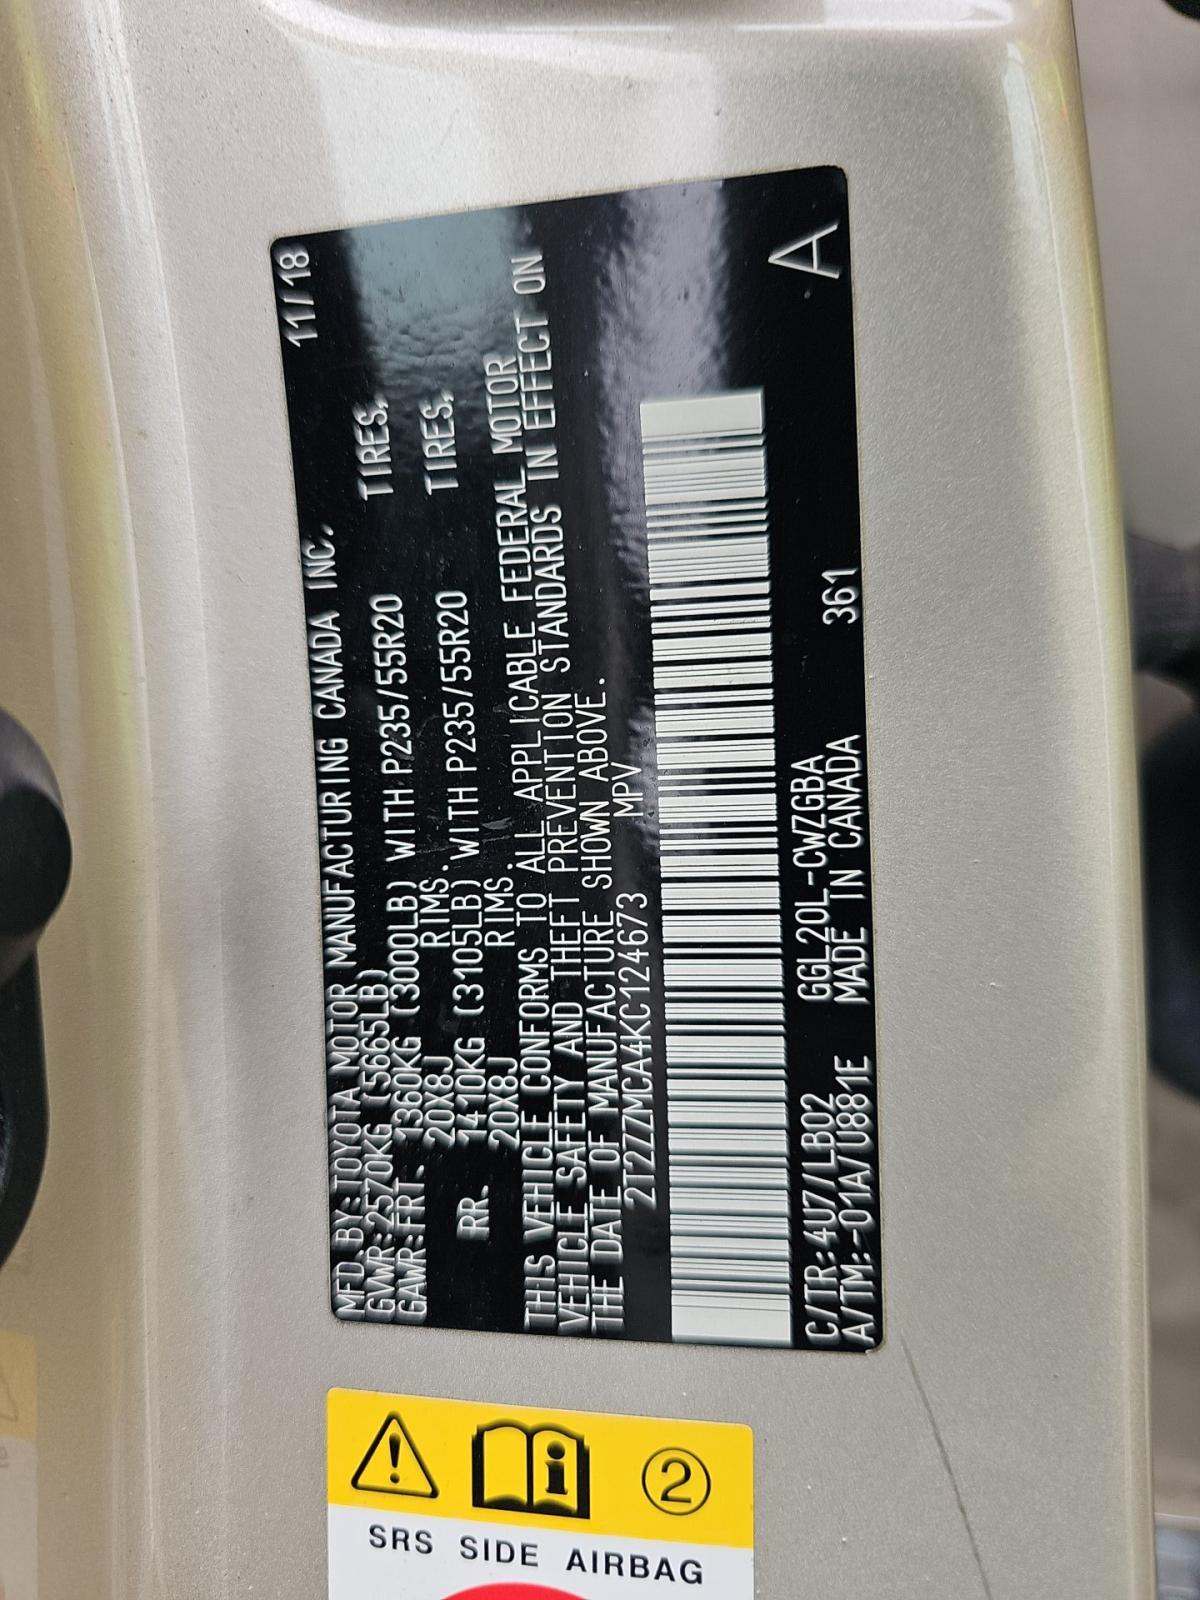 MFD. BY: TOYOTA MOTOR MANUFACTURING CANADA INC. 11/18
GVWR: 2570KG (5665LB)
GAWR: FRT. 1360KG (3000LB) WITH P235/55R20 TIRES,
20X8J RIMS.
RR. 1410KG (3105LB) WITH P235/55R20 TIRES,
20X8J RIMS.
THIS VEHICLE CONFORMS TO ALL APPLICABLE FEDERAL MOTOR
VEHICLE SAFETY AND THEFT PREVENTION STANDARDS IN EFFECT ON
THE DATE OF MANUFACTURE SHOWN ABOVE.
2T2ZZMCA4KC124673 MPV
C/TR: 4U7/LB02 GGL20L-CWZGBA
A/TM: -01A/U881E MADE IN CANADA 361
A
2
SRS SIDE AIRBAG